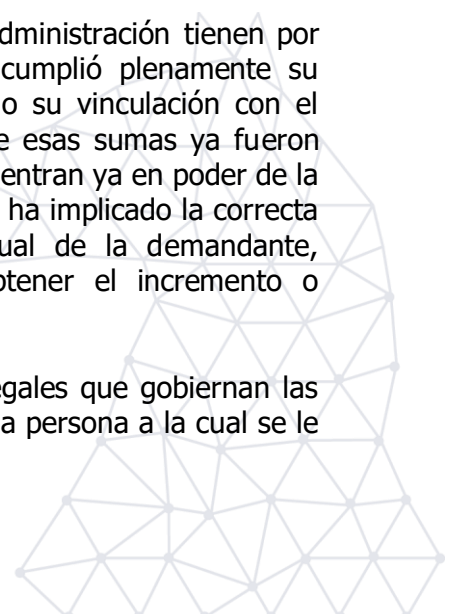 dministración tienen por
cumplió plenamente su
o su vinculación con el
e esas sumas ya fueron
entran ya en poder de la
ha implicado la correcta
ual de la demandante,
btener el incremento o
egales que gobiernan las
a persona a la cual se le